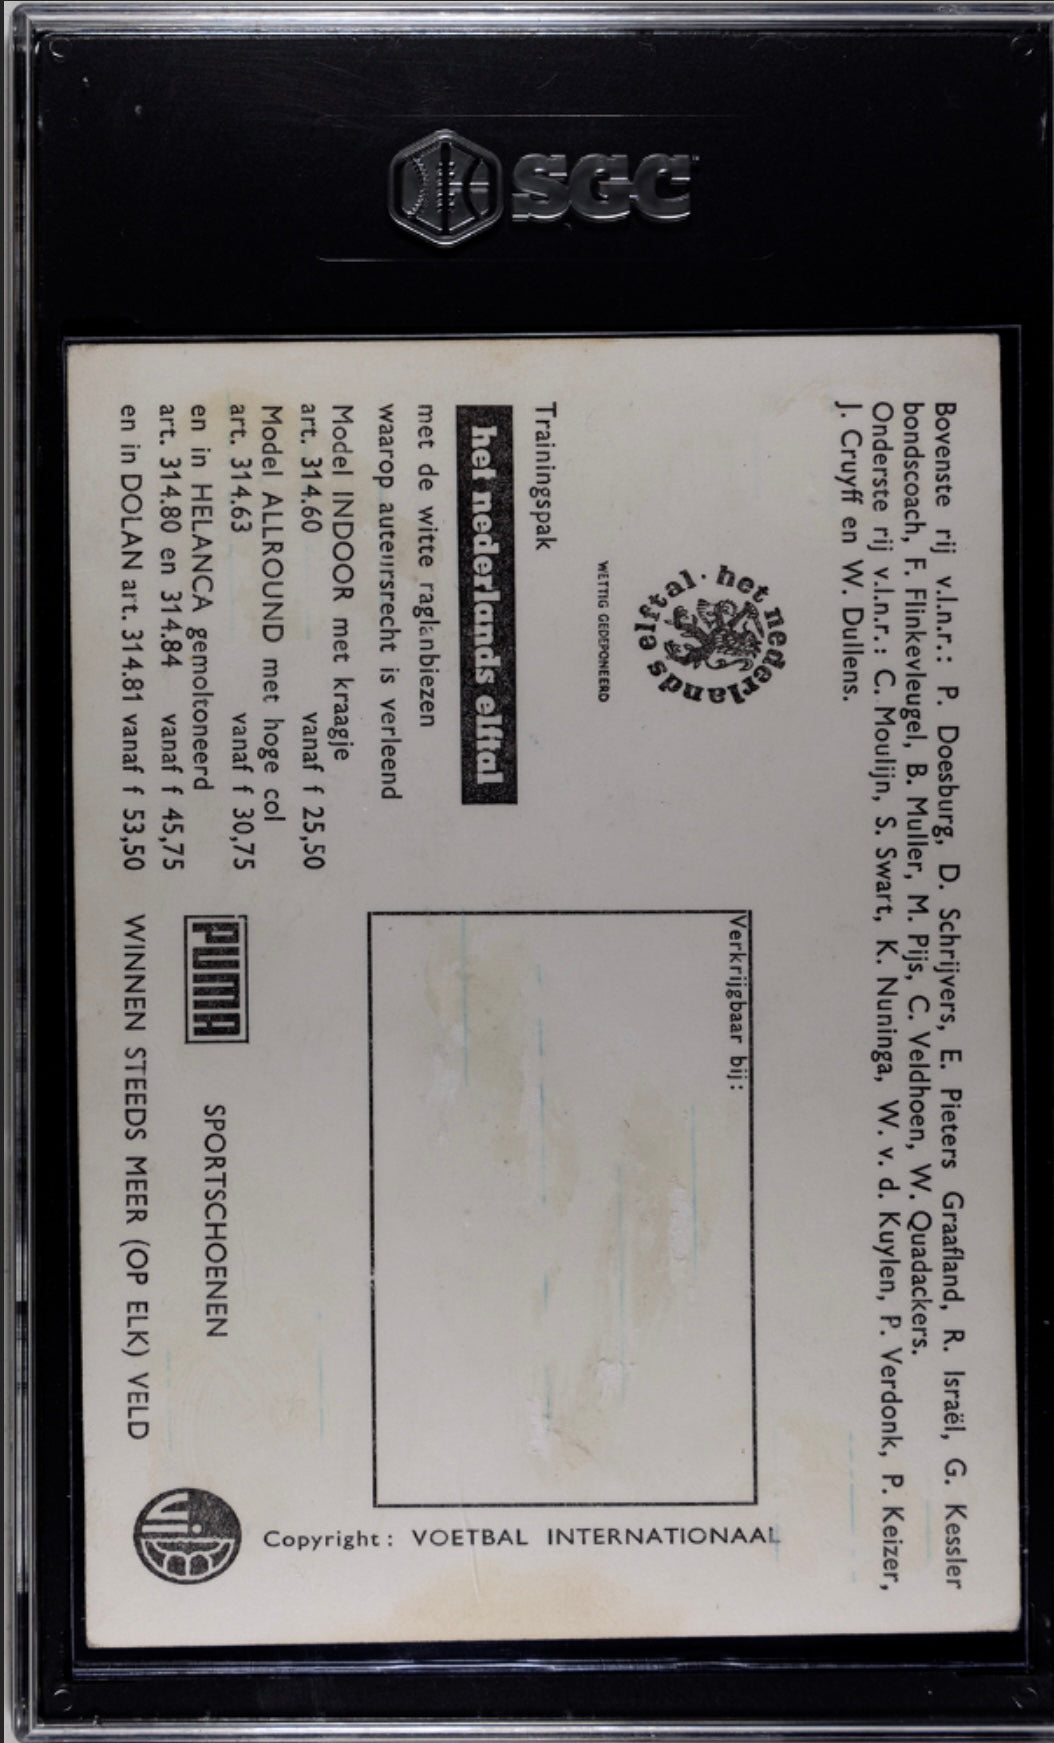 SGC
Bovenste rij v.l.n.r.: P. Doesburg, D. Schrijvers, E. Pieters Graafland, R. Israël, G. Kessler
bondscoach, F. Flinkevleugel, B. Muller, M. Pijs, C. Veldhoen, W. Quadackers.
Onderste rij v.l.n.r.: C. Moulijn, S. Swart, K. Nuninga, W. v. d. Kuylen, P. Verdonk, P. Keizer,
J. Cruyff en W. Dullens.
het nederlands elftal
WETTIG GEDEPONEERD
Trainingspak
het nederlands elftal
met de witte raglanbiezen
waarop auteursrecht is verleend
Model INDOOR met kraagje
art. 314.60 vanaf f 25,50
Model ALLROUND met hoge col
art. 314.63 vanaf f 30,75
en in HELANCA gemoltoneerd
art. 314.80 en 314.84 vanaf f 45,75
en in DOLAN art. 314.81 vanaf f 53,50
Verkrijgbaar bij:
PUMA
SPORTSCHOENEN
WINNEN STEEDS MEER (OP ELK) VELD
Copyright: VOETBAL INTERNATIONAAL